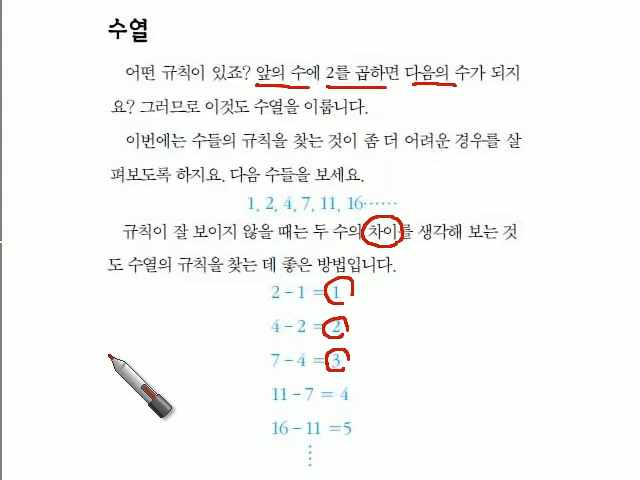 수열
어떤 규칙이 있죠? 앞의 수에 2를 곱하면 다음의 수가 되지
요? 그러므로 이것도 수열을 이룹니다.
이번에는 수들의 규칙을 찾는 것이 좀 더 어려운 경우를 살
펴보도록 하지요. 다음 수들을 보세요.
1, 2, 4, 7, 11, 16……
규칙이 잘 보이지 않을 때는 두 수의 차이를 생각해 보는 것
도 수열의 규칙을 찾는 데 좋은 방법입니다.
2 - 1 = 1
4 - 2 = 2
7 - 4 = 3
11 - 7 = 4
16 - 11 = 5
⋮